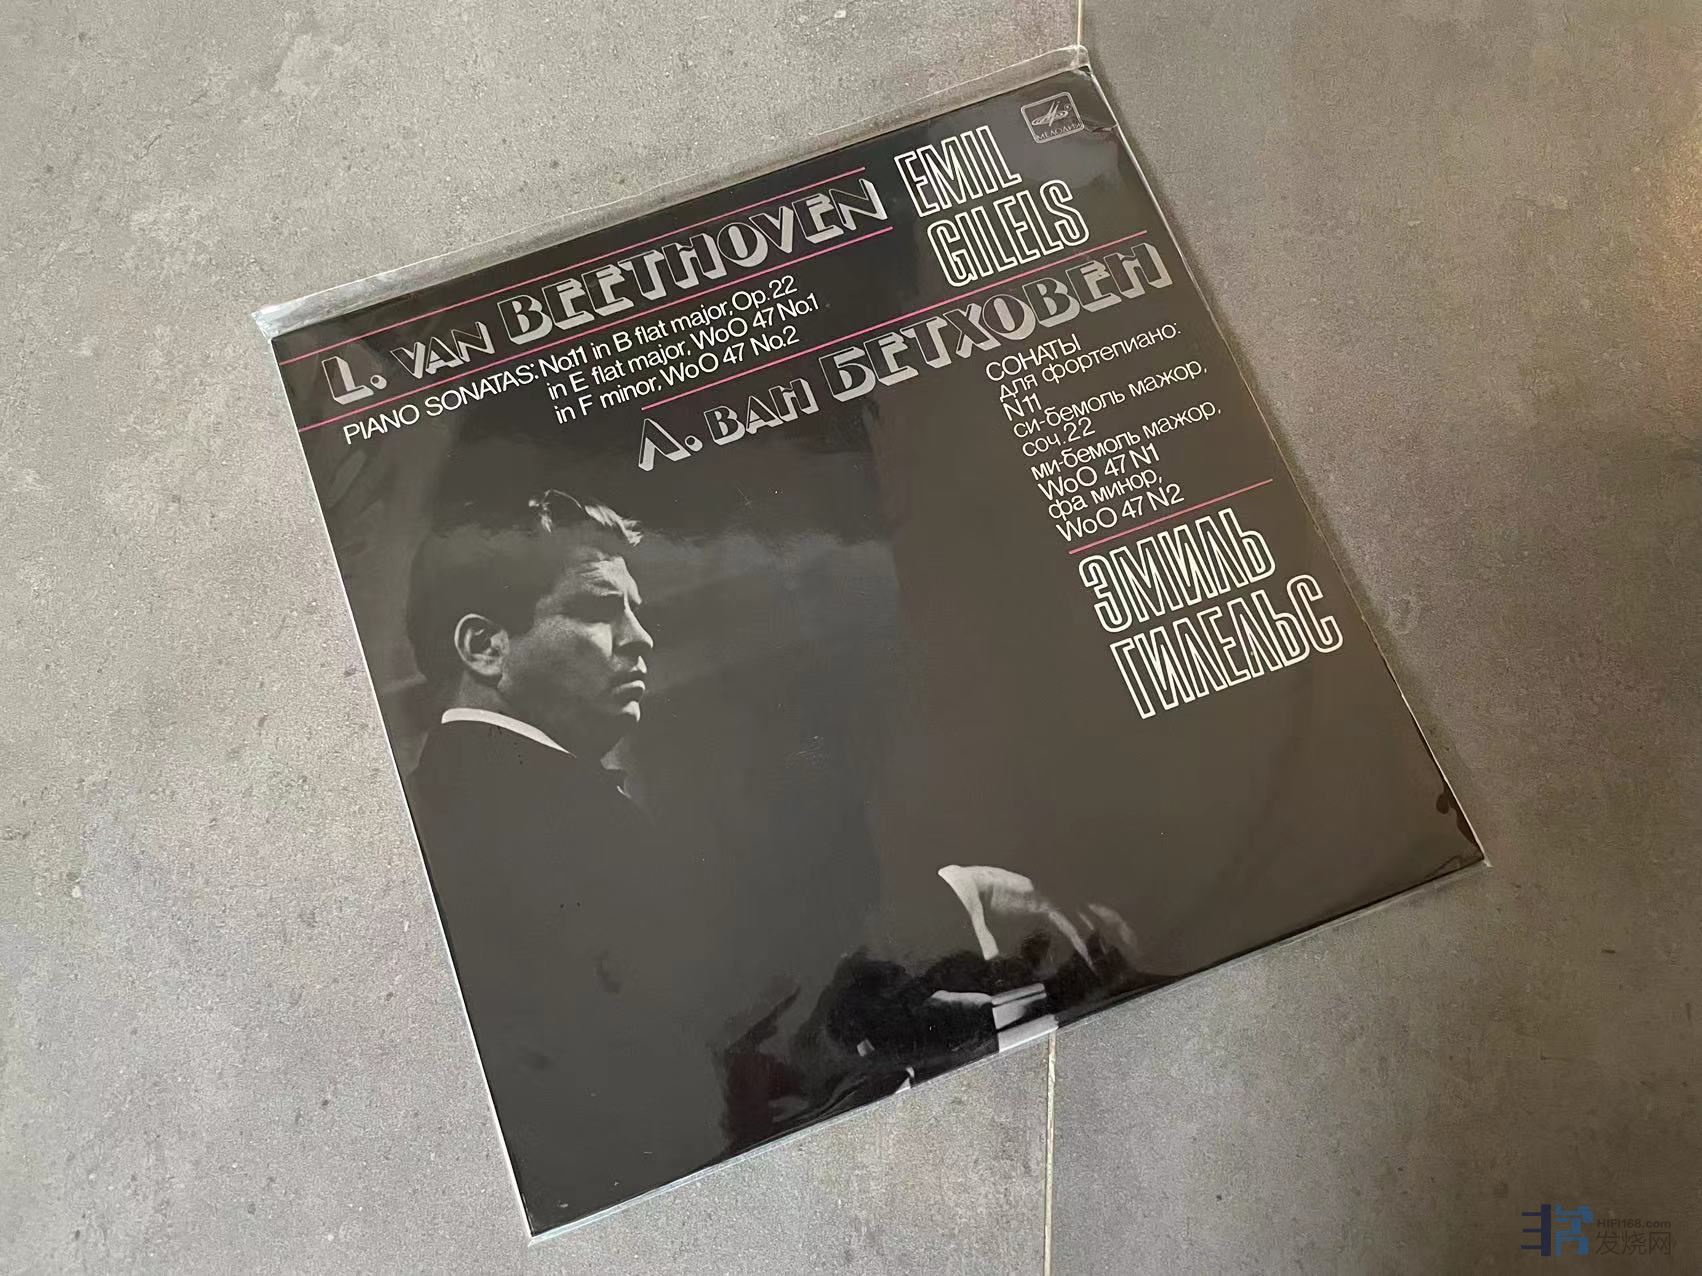 МЕЛОДИЯ
EMIL
GILELS
L. VAN BEETHOVEN
PIANO SONATAS: No.11 in B flat major, Op.22
in E flat major, WoO 47 No.1
in F minor, WoO 47 No.2
Л. ВАН БЕТХОВЕН
СОНАТЫ
для фортепиано:
N11
си-бемоль мажор,
соч.22
ми-бемоль мажор,
WoO 47 N1
фа минор,
WoO 47 N2
ЭМИЛЬ
ГИЛЕЛЬС
HIFI168.com
发烧网